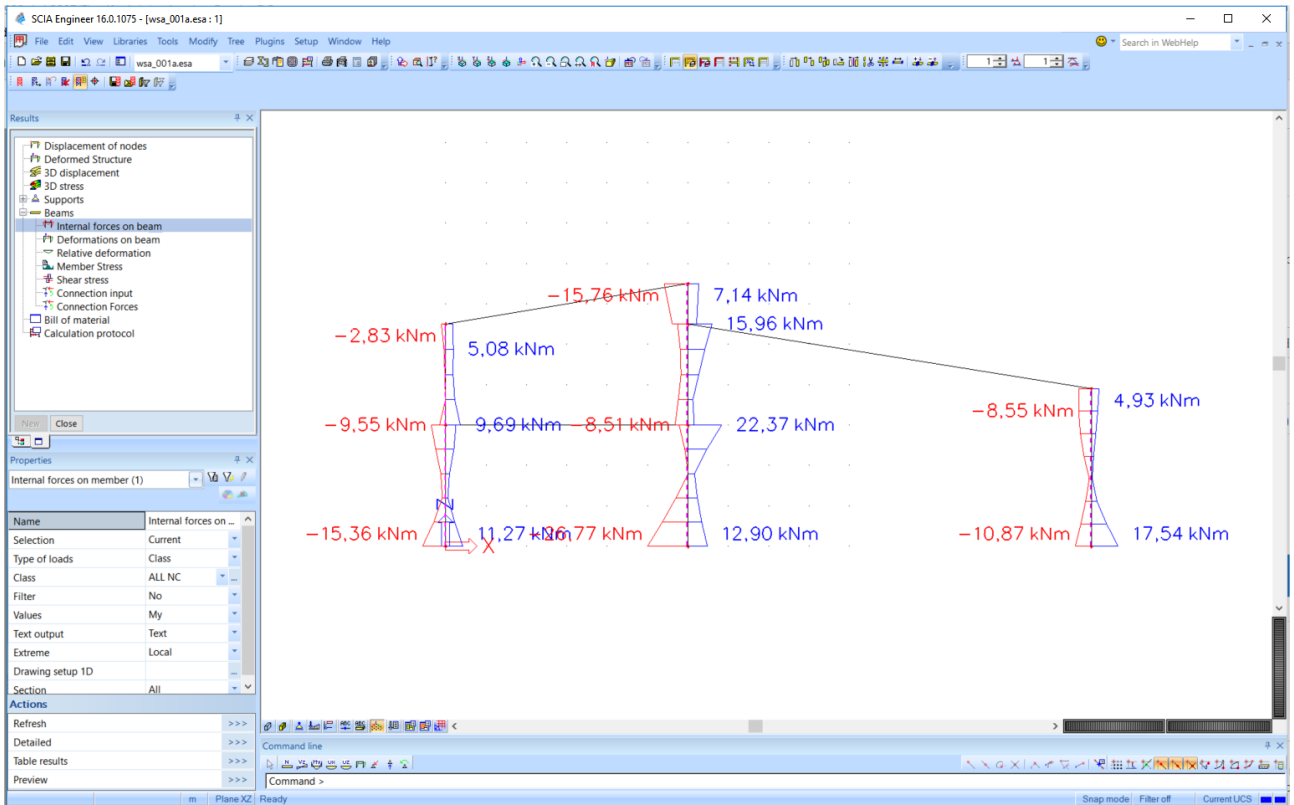 SCIA Engineer 16.0.1075 - [wsa_001a.esa : 1]
File Edit View Libraries Tools Modify Tree Plugins Setup Window Help
Search in WebHelp
wsa_001a.esa
1
1
Results
Displacement of nodes
Deformed Structure
3D displacement
3D stress
Supports
Beams
Internal forces on beam
Deformations on beam
Relative deformation
Member Stress
Shear stress
Connection input
Connection Forces
Bill of material
Calculation protocol
New Close
Properties
Internal forces on member (1)
Name Internal forces on ...
Selection Current
Type of loads Class
Class ALL NC
Filter No
Values My
Text output Text
Extreme Local
Drawing setup 1D
Section All
Actions
Refresh >>>
Detailed >>>
Table results >>>
Preview >>>
-15,76 kNm 7,14 kNm
-2,83 kNm 15,96 kNm
5,08 kNm
-8,55 kNm 4,93 kNm
-9,55 kNm 9,69 kNm -8,51 kNm 22,37 kNm
-15,36 kNm 11,27 kNm -26,77 kNm 12,90 kNm -10,87 kNm 17,54 kNm
X
Command line
Command >
m Plane XZ Ready Snap mode Filter off Current UCS